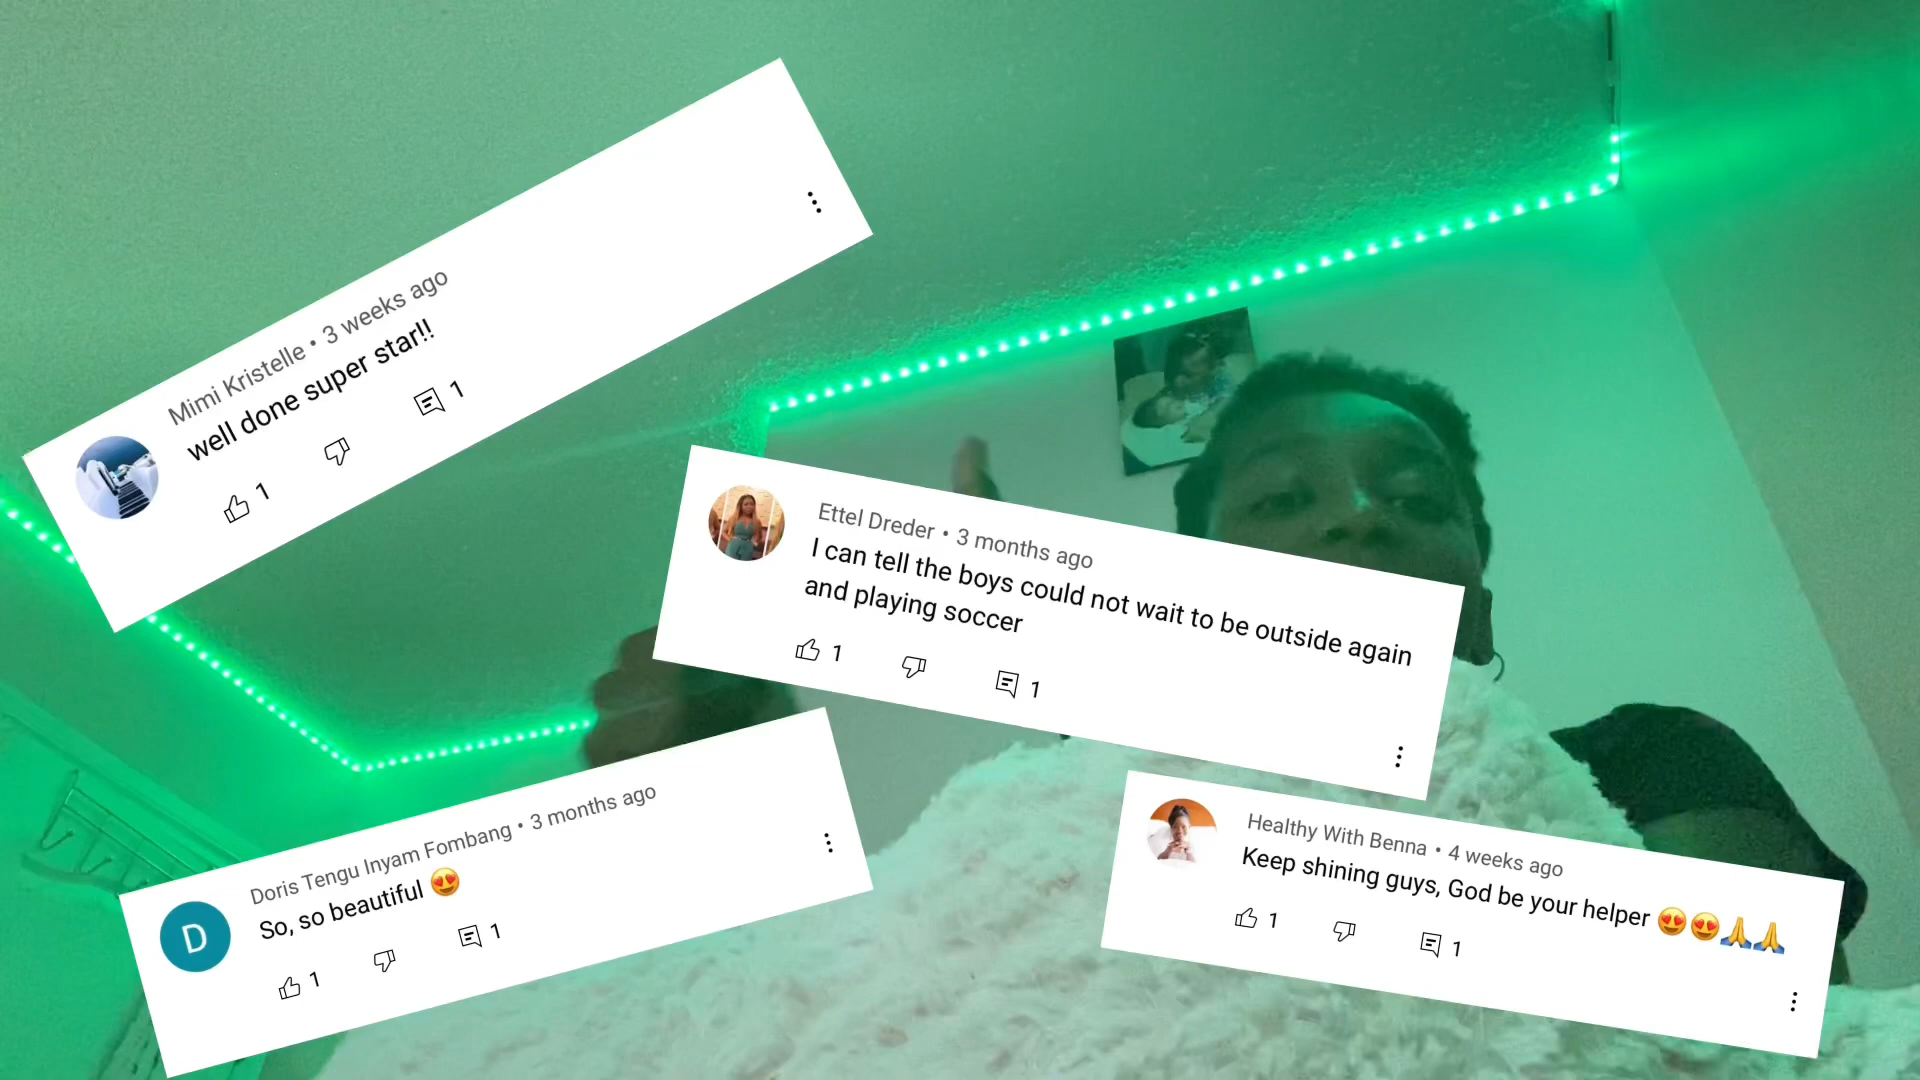 Mimi Kristelle • 3 weeks ago
well done super star!!
1
1
Ettel Dreder • 3 months ago
I can tell the boys could not wait to be outside again
and playing soccer
1
1
D
Doris Tengu Inyam Fombang • 3 months ago
So, so beautiful 😍
1
1
Healthy With Benna • 4 weeks ago
Keep shining guys, God be your helper 😍😍🙏🙏
1
1